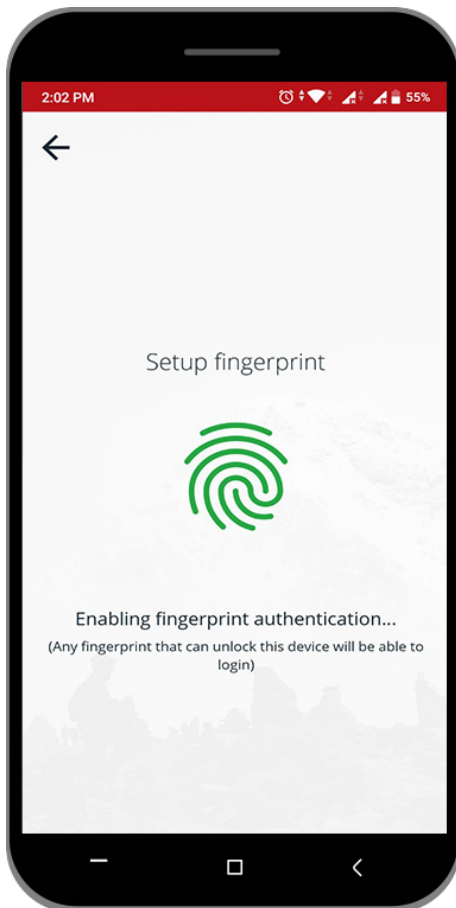 2:02 PM 55%
Setup fingerprint
Enabling fingerprint authentication...
(Any fingerprint that can unlock this device will be able to
login)